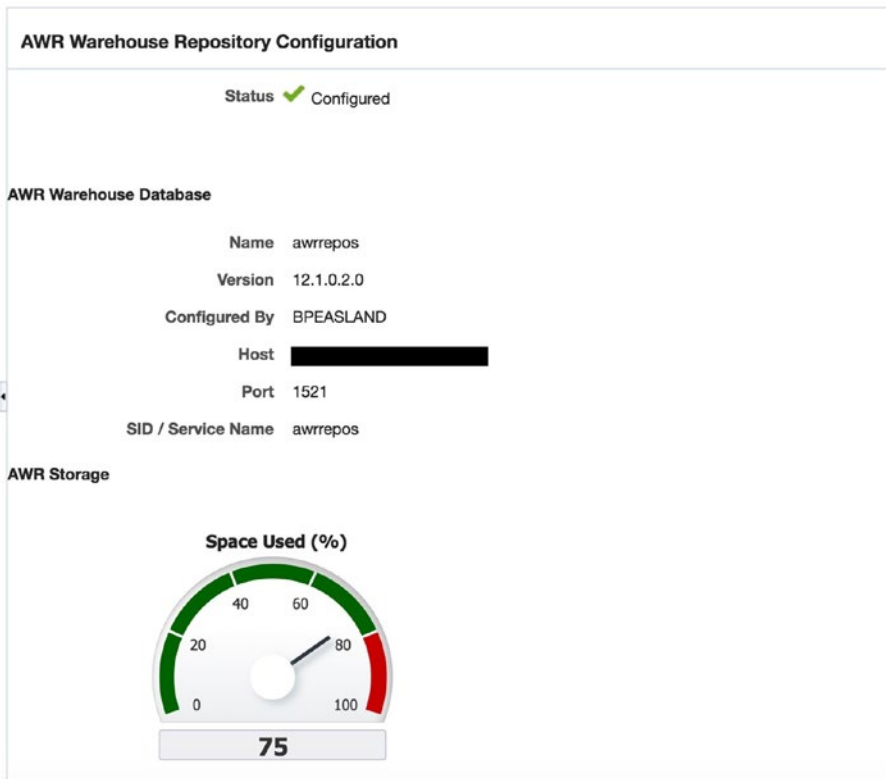 AWR Warehouse Repository Configuration
Status Configured
AWR Warehouse Database
Name awrrepos
Version 12.1.0.2.0
Configured By BPEASLAND
Host
Port 1521
SID / Service Name awrrepos
AWR Storage
Space Used (%)
40 60
20 80
0 100
75